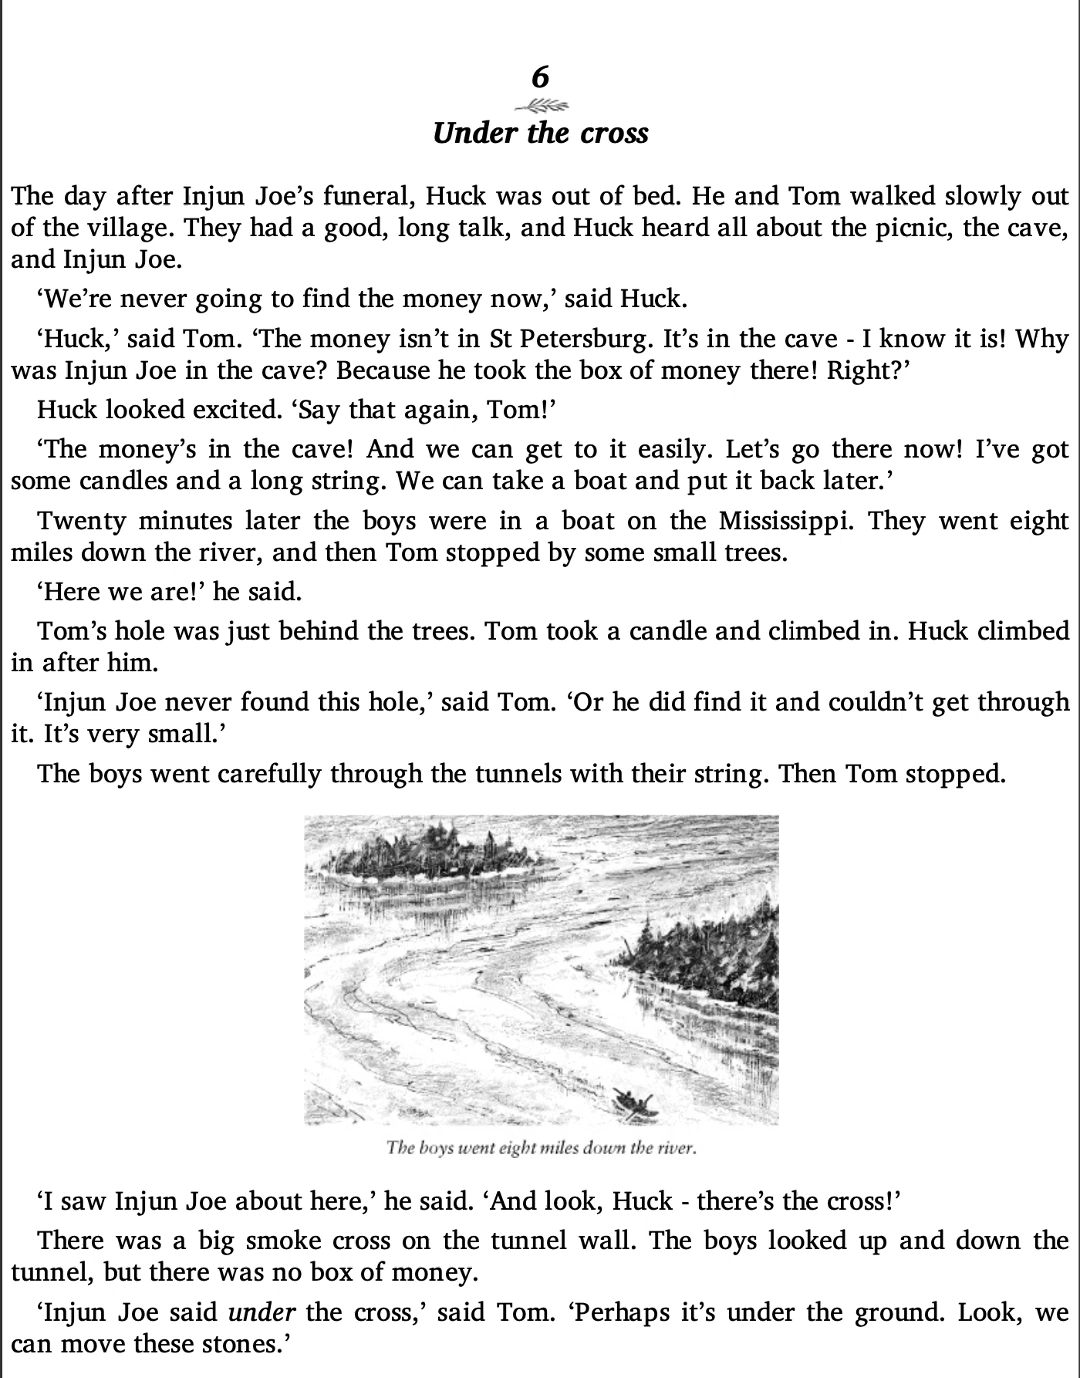 6
Under the cross
The day after Injun Joe’s funeral, Huck was out of bed. He and Tom walked slowly out
of the village. They had a good, long talk, and Huck heard all about the picnic, the cave,
and Injun Joe.
‘We’re never going to find the money now,’ said Huck.
‘Huck,’ said Tom. ‘The money isn’t in St Petersburg. It’s in the cave - I know it is! Why
was Injun Joe in the cave? Because he took the box of money there! Right?’
Huck looked excited. ‘Say that again, Tom!’
‘The money’s in the cave! And we can get to it easily. Let’s go there now! I’ve got
some candles and a long string. We can take a boat and put it back later.’
Twenty minutes later the boys were in a boat on the Mississippi. They went eight
miles down the river, and then Tom stopped by some small trees.
‘Here we are!’ he said.
Tom’s hole was just behind the trees. Tom took a candle and climbed in. Huck climbed
in after him.
‘Injun Joe never found this hole,’ said Tom. ‘Or he did find it and couldn’t get through
it. It’s very small.’
The boys went carefully through the tunnels with their string. Then Tom stopped.
The boys went eight miles down the river.
‘I saw Injun Joe about here,’ he said. ‘And look, Huck - there’s the cross!’
There was a big smoke cross on the tunnel wall. The boys looked up and down the
tunnel, but there was no box of money.
‘Injun Joe said under the cross,’ said Tom. ‘Perhaps it’s under the ground. Look, we
can move these stones.’